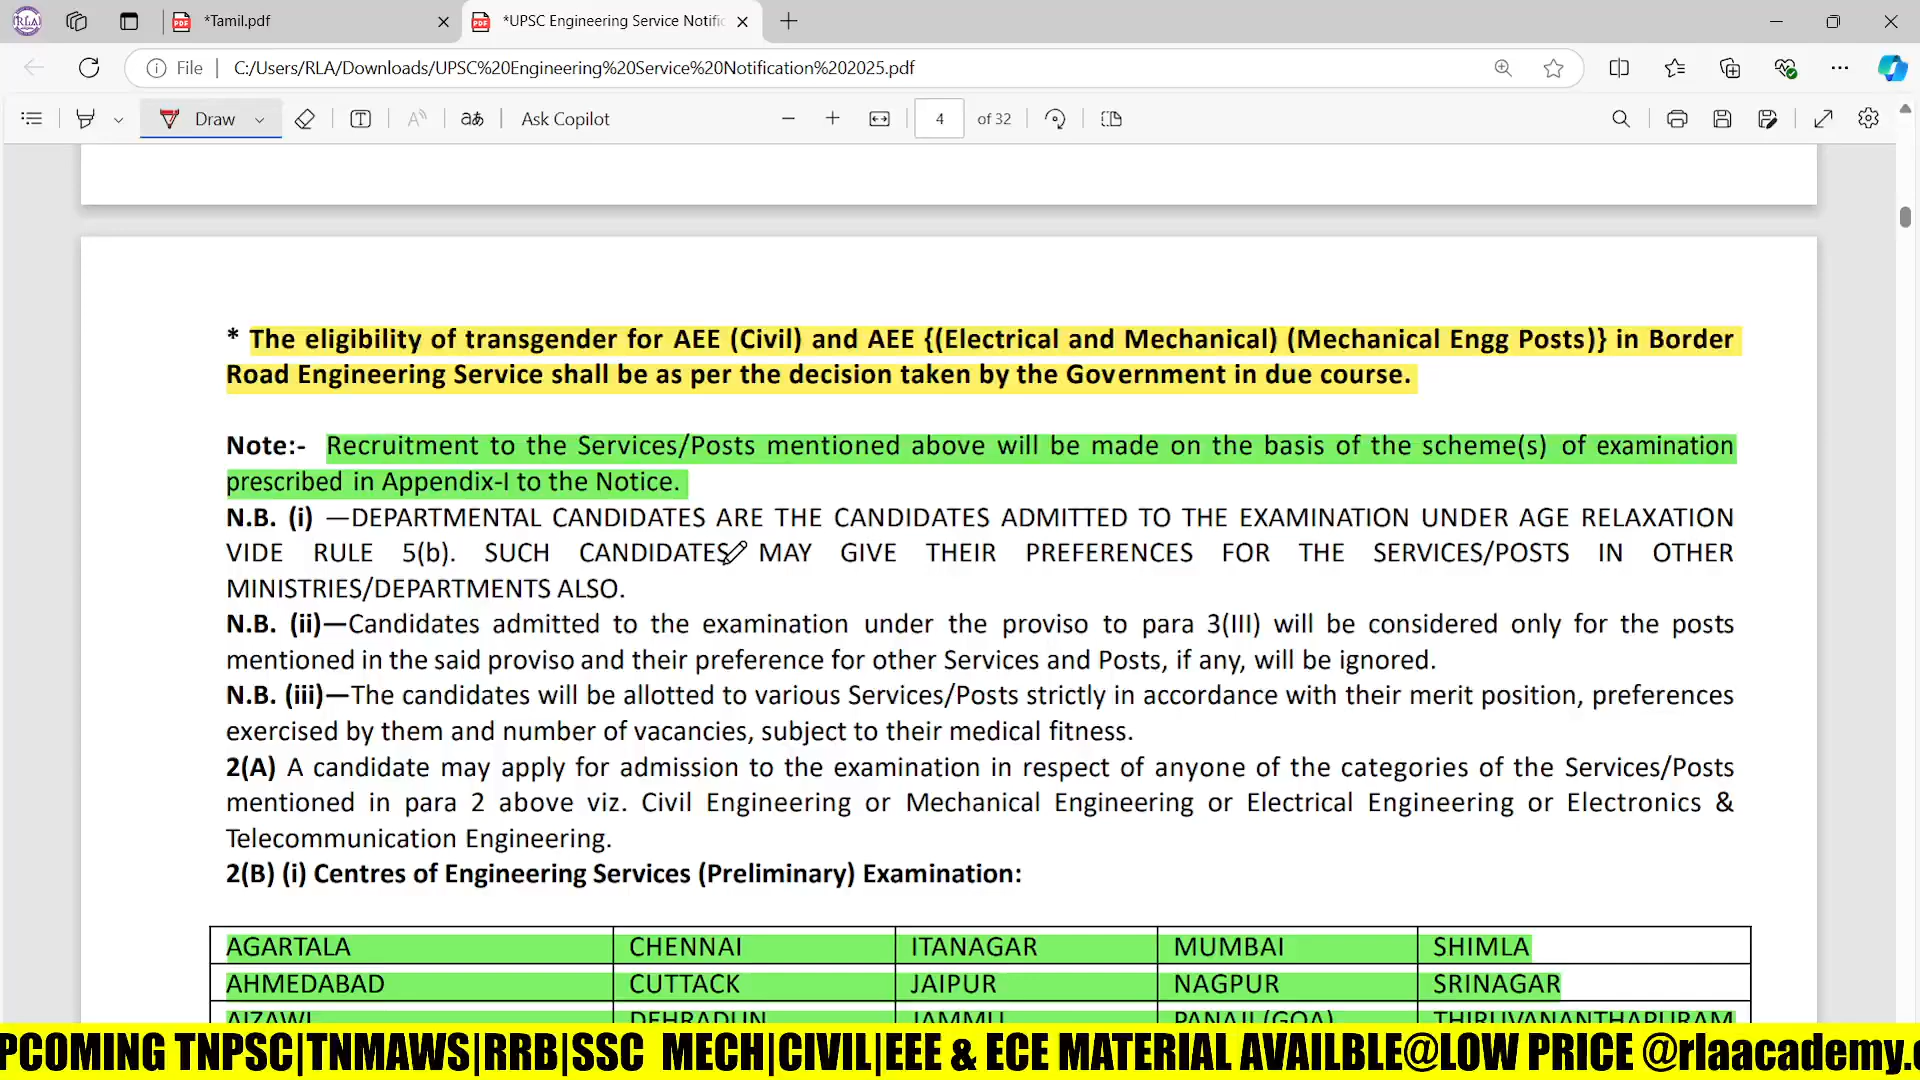 *Tamil.pdf
*UPSC Engineering Service Notific
File
C:/Users/RLA/Downloads/UPSC%20Engineering%20Service%20Notification%202025.pdf
Draw
Ask Copilot
4 of 32
* The eligibility of transgender for AEE (Civil) and AEE {(Electrical and Mechanical) (Mechanical Engg Posts)} in Border
Road Engineering Service shall be as per the decision taken by the Government in due course.
Note:- Recruitment to the Services/Posts mentioned above will be made on the basis of the scheme(s) of examination
prescribed in Appendix-I to the Notice.
N.B. (i) —DEPARTMENTAL CANDIDATES ARE THE CANDIDATES ADMITTED TO THE EXAMINATION UNDER AGE RELAXATION
VIDE RULE 5(b). SUCH CANDIDATES MAY GIVE THEIR PREFERENCES FOR THE SERVICES/POSTS IN OTHER
MINISTRIES/DEPARTMENTS ALSO.
N.B. (ii)—Candidates admitted to the examination under the proviso to para 3(III) will be considered only for the posts
mentioned in the said proviso and their preference for other Services and Posts, if any, will be ignored.
N.B. (iii)—The candidates will be allotted to various Services/Posts strictly in accordance with their merit position, preferences
exercised by them and number of vacancies, subject to their medical fitness.
2(A) A candidate may apply for admission to the examination in respect of anyone of the categories of the Services/Posts
mentioned in para 2 above viz. Civil Engineering or Mechanical Engineering or Electrical Engineering or Electronics &
Telecommunication Engineering.
2(B) (i) Centres of Engineering Services (Preliminary) Examination:
AGARTALA CHENNAI ITANAGAR MUMBAI SHIMLA
AHMEDABAD CUTTACK JAIPUR NAGPUR SRINAGAR
AIZAWL DEHRADUN JAMMU PANAJI (GOA) THIRUVANANTHAPURAM
PCOMING TNPSC|TNMAWS|RRB|SSC MECH|CIVIL|EEE & ECE MATERIAL AVAILBLE@LOW PRICE @rlaacademy.c